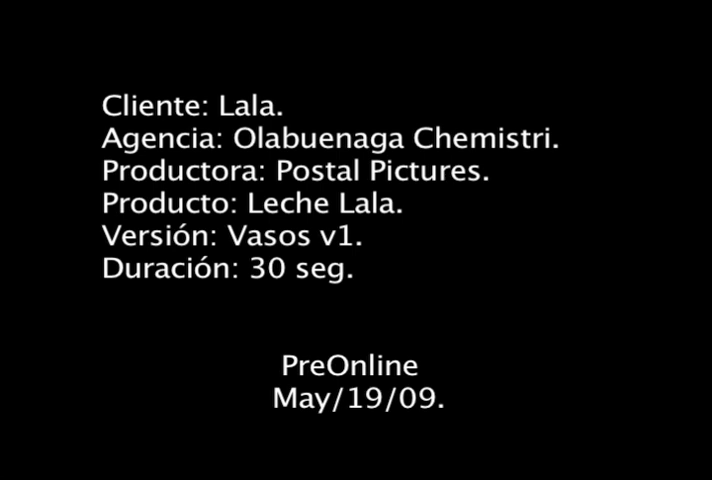 Cliente: Lala.
Agencia: Olabuenaga Chemistri.
Productora: Postal Pictures.
Producto: Leche Lala.
Versión: Vasos v1.
Duración: 30 seg.
PreOnline
May/19/09.